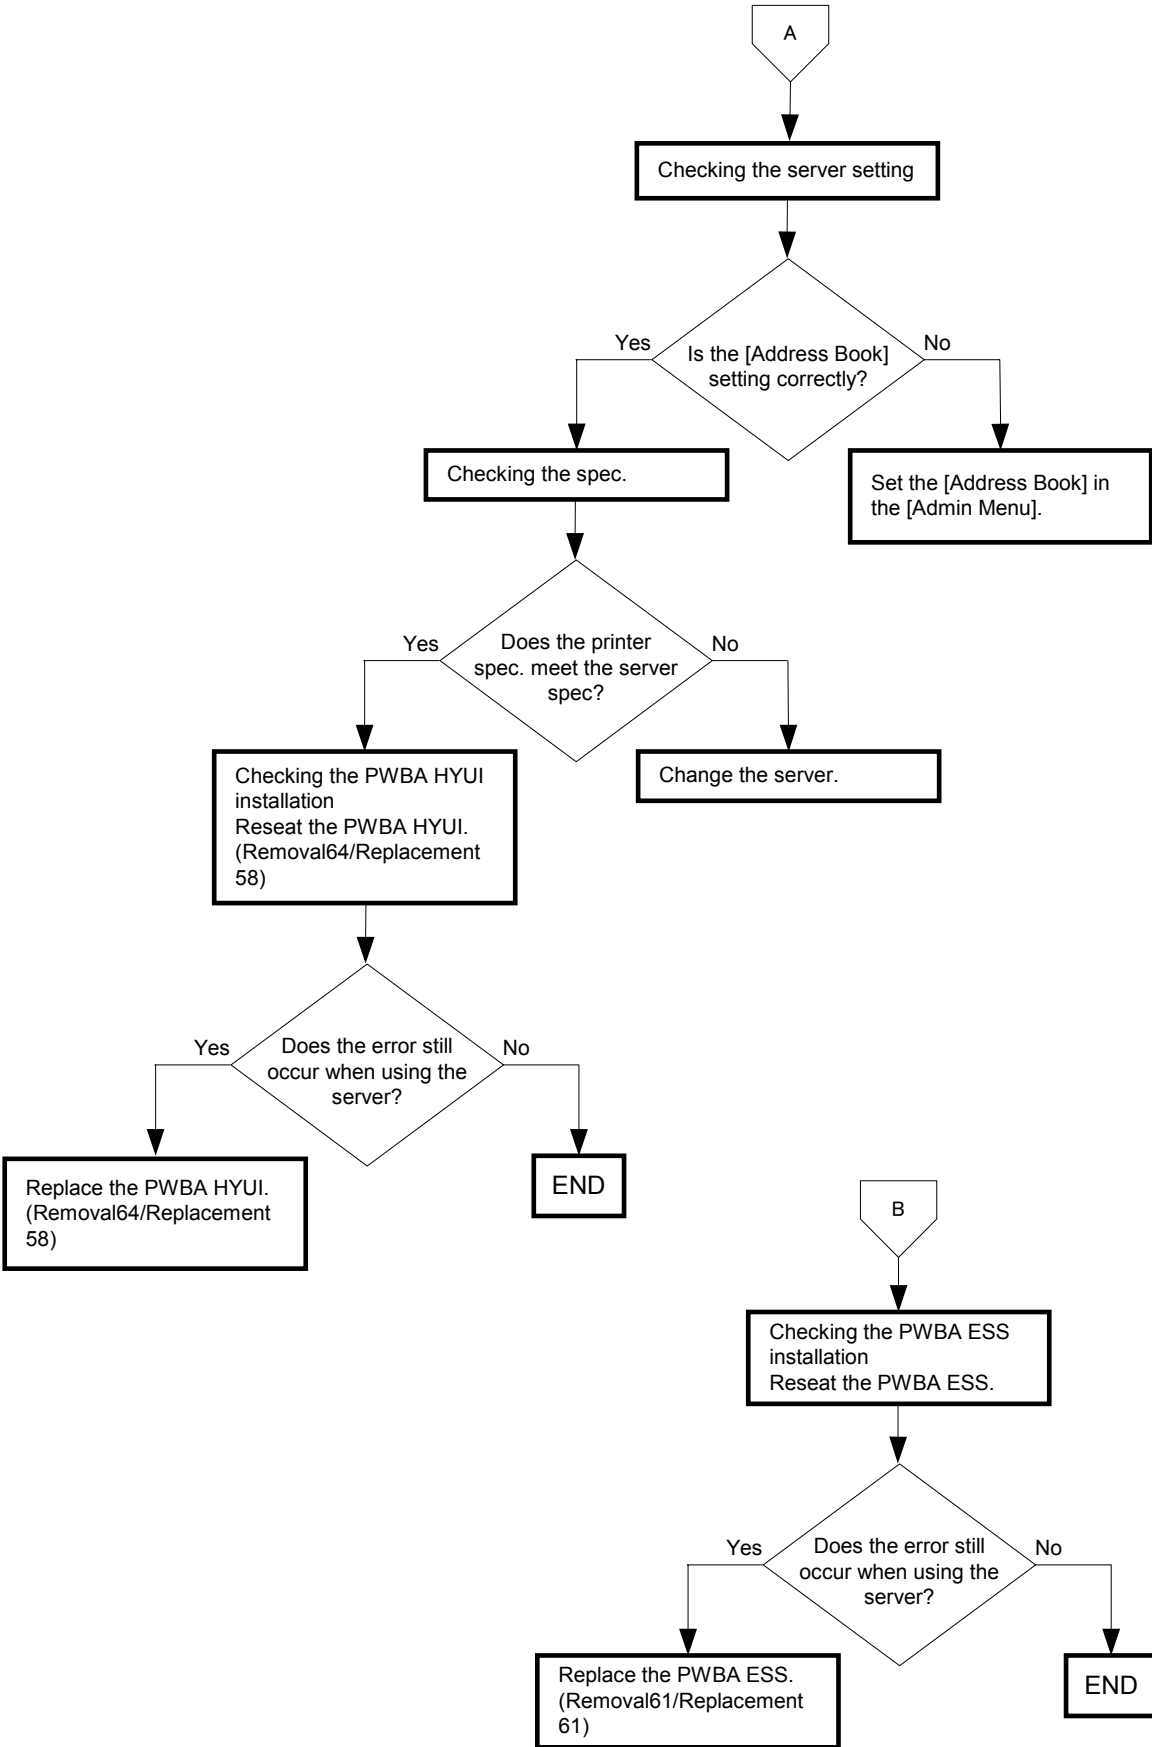 A
Checking the server setting
Yes
Is the [Address Book]
setting correctly?
No
Checking the spec.
Set the [Address Book] in
the [Admin Menu].
Yes
Does the printer
spec. meet the server
spec?
No
Checking the PWBA HYUI
installation
Reseat the PWBA HYUI.
(Removal64/Replacement
58)
Change the server.
Yes
Does the error still
occur when using the
server?
No
Replace the PWBA HYUI.
(Removal64/Replacement
58)
END
B
Checking the PWBA ESS
installation
Reseat the PWBA ESS.
Yes
Does the error still
occur when using the
server?
No
Replace the PWBA ESS.
(Removal61/Replacement
61)
END